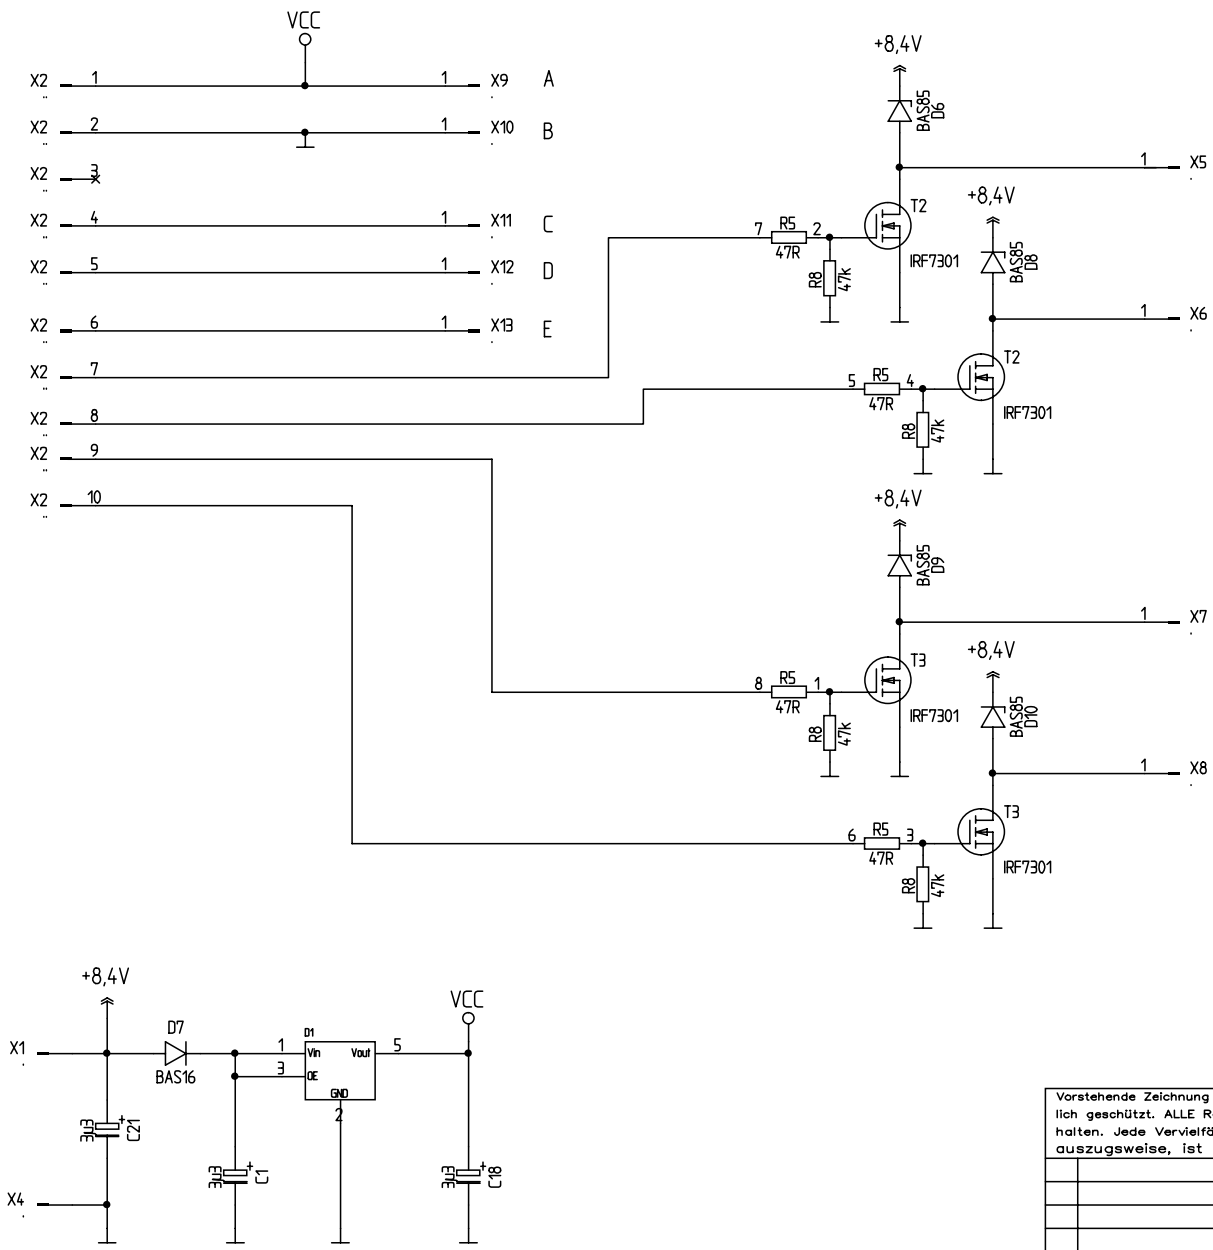 VCC
X2 1 1 X9 A
X2 2 1 X10 B
X2 3
X2 4 1 X11 C
X2 5 1 X12 D
X2 6 1 X13 E
X2 7
X2 8
X2 9
X2 10
+8,4V
BAS85
D6
1 X5
T2
7 R5 2
47R
IRF7301
R8
47k
+8,4V
BAS85
D8
1 X6
T2
5 R5 4
47R
IRF7301
R8
47k
+8,4V
BAS85
D9
1 X7
T3
8 R5 1
47R
IRF7301
R8
47k
+8,4V
BAS85
D10
1 X8
T3
6 R5 3
47R
IRF7301
R8
47k
+8,4V
VCC
X1
D7
BAS16
D1
1 Vin Vout 5
3 OE
GND
2
3µ3 + C21
3µ3 + C1
3µ3 + C18
X4
Vorstehende Zeichnung
lich geschützt. ALLE
halten. Jede
auszugsweise, ist